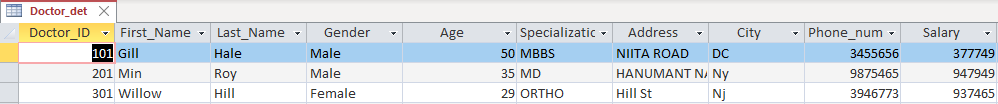 Doctor_det
Doctor_ID First_Name Last_Name Gender Age Specializatic Address City Phone_num Salary
101 Gill Hale Male 50 MBBS NIITA ROAD DC 3455656 377749
201 Min Roy Male 35 MD HANUMANT NA Ny 9875465 947949
301 Willow Hill Female 29 ORTHO Hill St Nj 3946773 937465